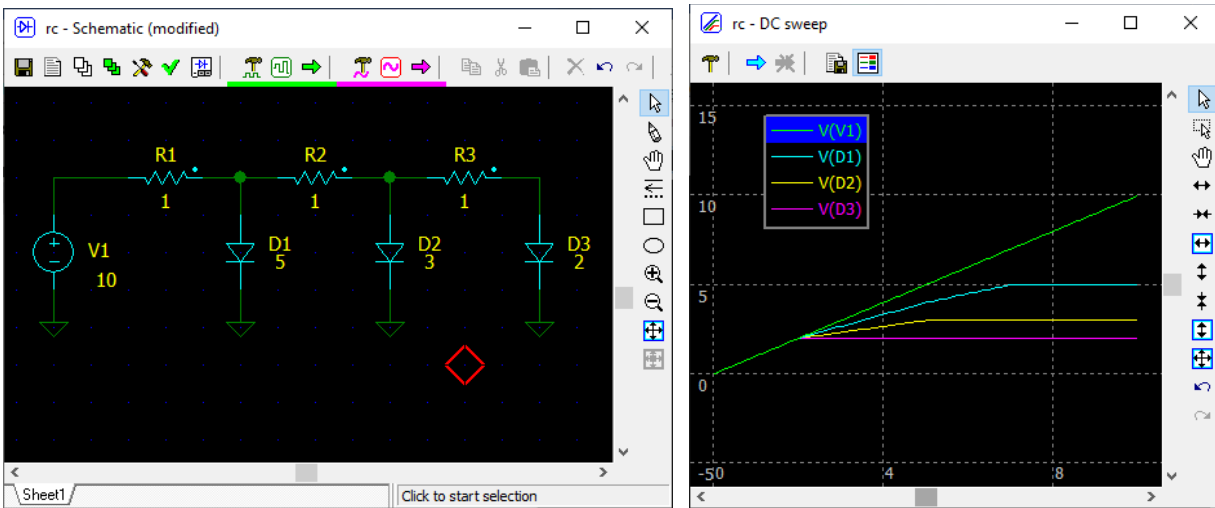 rc - Schematic (modified)
R1
R2
R3
1
1
1
V1
10
D1
5
D2
3
D3
2
Sheet1
Click to start selection
rc - DC sweep
15
V(V1)
V(D1)
V(D2)
V(D3)
10
5
0
-50
4
8